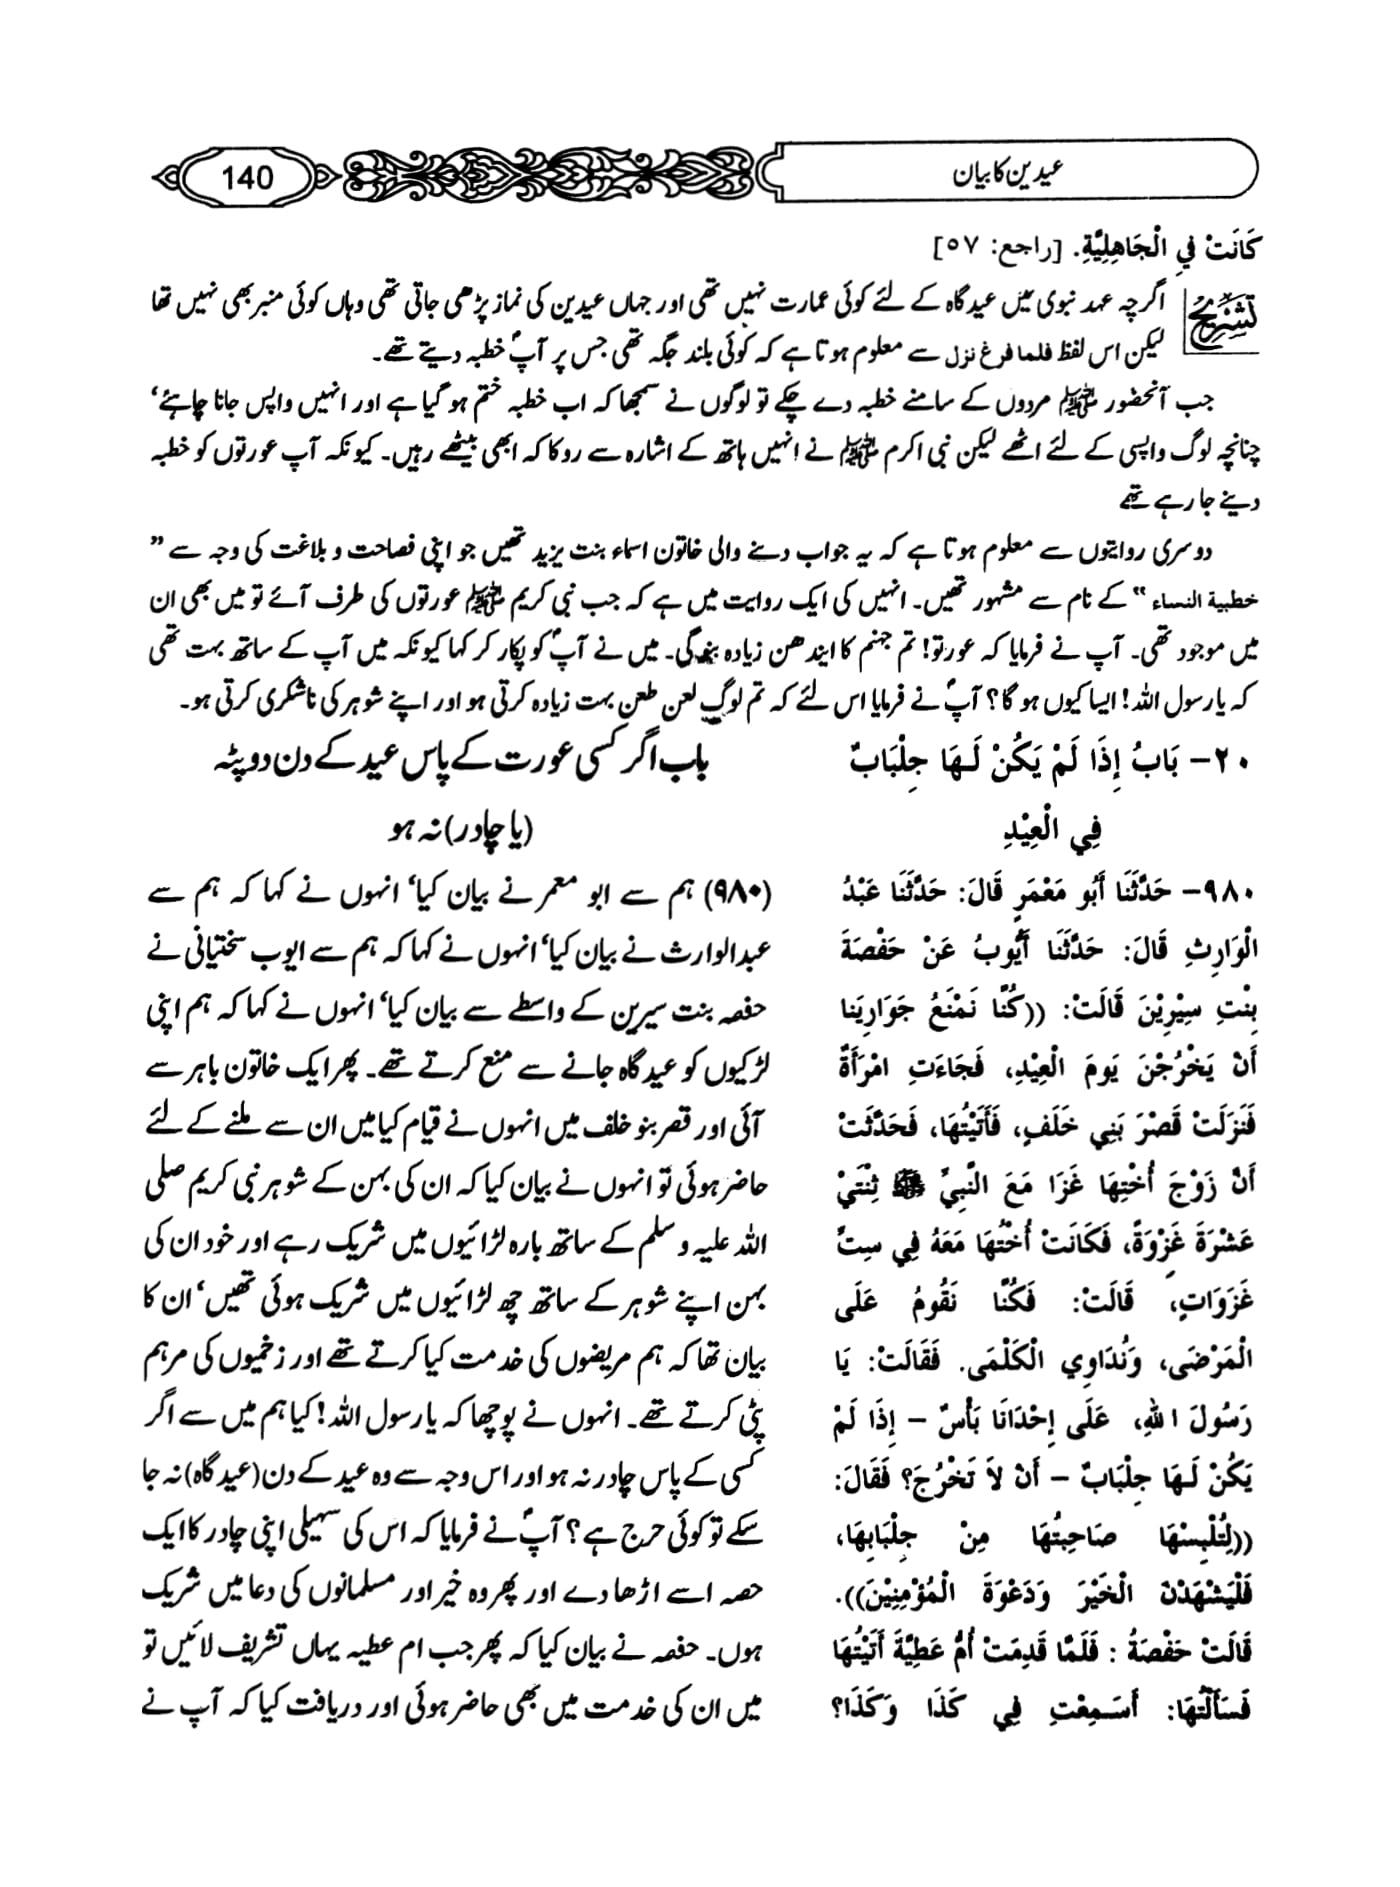 عیدین کا بیان
140
كَانَتْ فِي الْجَاهِلِيَّةِ. [راجع: ٥٧]
تشریح
اگرچہ عہد نبوی میں عیدگاہ کے لئے کوئی عمارت نہیں تھی اور جہاں عیدین کی نماز پڑھی جاتی تھی وہاں کوئی منبر بھی نہیں تھا
لیکن اس لفظ فلما فرغ نزل سے معلوم ہوتا ہے کہ کوئی بلند جگہ تھی جس پر آپؐ خطبہ دیتے تھے۔
جب آنحضور ﷺ مردوں کے سامنے خطبہ دے چکے تو لوگوں نے سمجھا کہ اب خطبہ ختم ہو گیا ہے اور انہیں واپس جانا چاہئے‘
چنانچہ لوگ واپسی کے لئے اٹھے لیکن نبی اکرم ﷺ نے انہیں ہاتھ کے اشارہ سے روکا کہ ابھی بیٹھے رہیں۔ کیونکہ آپ عورتوں کو خطبہ
دینے جا رہے تھے
دوسری روایتوں سے معلوم ہوتا ہے کہ یہ جواب دینے والی خاتون اسماء بنت یزید تھیں جو اپنی فصاحت و بلاغت کی وجہ سے ”
خطيبة النساء “ کے نام سے مشہور تھیں۔ انہیں کی ایک روایت میں ہے کہ جب نبی کریم ﷺ عورتوں کی طرف آئے تو میں بھی ان
میں موجود تھی۔ آپ نے فرمایا کہ عورتو! تم جہنم کا ایندھن زیادہ بنو گی۔ میں نے آپؐ کو پکار کر کہا کیونکہ میں آپ کے ساتھ بہت تھی
کہ یا رسول اللہ! ایسا کیوں ہو گا؟ آپؐ نے فرمایا اس لئے کہ تم لوگ لعن طعن بہت زیادہ کرتی ہو اور اپنے شوہر کی ناشکری کرتی ہو۔
٢٠- بَابُ إِذَا لَمْ يَكُنْ لَهَا جِلْبَابٌ
فِي الْعِيْدِ
٩٨٠- حَدَّثَنَا أَبُو مَعْمَرٍ قَالَ: حَدَّثَنَا عَبْدُ
الْوَارِثِ قَالَ: حَدَّثَنَا أَيُّوبُ عَنْ حَفْصَةَ
بِنْتِ سِيْرِيْنَ قَالَتْ: ((كُنَّا نَمْنَعُ جَوَارِيَنَا
أَنْ يَخْرُجْنَ يَومَ الْعِيْدِ، فَجَاءَتِ امْرَأَةٌ
فَنَزَلَتْ قَصْرَ بَنِي خَلَفٍ، فَأَتَيْتُهَا، فَحَدَّثَتْ
أَنَّ زَوْجَ أُخْتِهَا غَزَا مَعَ النَّبِيِّ ﷺ ثِنْتَيْ
عَشْرَةَ غَزْوَةً، فَكَانَتْ أُخْتُهَا مَعَهُ فِي سِتِّ
غَزَوَاتٍ، قَالَتْ: فَكُنَّا نَقُومُ عَلَى
الْمَرْضَى، وَنُدَاوِي الْكَلْمَى. فَقَالَتْ: يَا
رَسُولَ اللهِ، عَلَى إِحْدَانَا بَأْسٌ – إِذَا لَمْ
يَكُنْ لَهَا جِلْبَابٌ – أَنْ لاَ تَخْرُجَ؟ فَقَالَ:
((لِتُلْبِسْهَا صَاحِبَتُهَا مِنْ جِلْبَابِهَا،
فَلْيَشْهَدْنَ الْخَيْرَ وَدَعْوَةَ الْمُؤْمِنِيْنَ)).
قَالَتْ حَفْصَةُ : فَلَمَّا قَدِمَتْ أُمُّ عَطِيَّةَ أَتَيْتُهَا
فَسَأَلْتُهَا: أَسَمِعْتِ فِي كَذَا وَكَذَا؟
باب اگر کسی عورت کے پاس عید کے دن دوپٹہ
(یا چادر) نہ ہو
(۹۸۰) ہم سے ابو معمر نے بیان کیا‘ انہوں نے کہا کہ ہم سے
عبدالوارث نے بیان کیا‘ انہوں نے کہا کہ ہم سے ایوب سختیانی نے
حفصہ بنت سیرین کے واسطے سے بیان کیا‘ انہوں نے کہا کہ ہم اپنی
لڑکیوں کو عیدگاہ جانے سے منع کرتے تھے۔ پھر ایک خاتون باہر سے
آئی اور قصر بنو خلف میں انہوں نے قیام کیا میں ان سے ملنے کے لئے
حاضر ہوئی تو انہوں نے بیان کیا کہ ان کی بہن کے شوہر نبی کریم صلی
اللہ علیہ وسلم کے ساتھ بارہ لڑائیوں میں شریک رہے اور خود ان کی
بہن اپنے شوہر کے ساتھ چھ لڑائیوں میں شریک ہوئی تھیں‘ ان کا
بیان تھا کہ ہم مریضوں کی خدمت کیا کرتے تھے اور زخمیوں کی مرہم
پٹی کرتے تھے۔ انہوں نے پوچھا کہ یا رسول اللہ! کیا ہم میں سے اگر
کسی کے پاس چادر نہ ہو اور اس وجہ سے وہ عید کے دن (عیدگاہ) نہ جا
سکے تو کوئی حرج ہے؟ آپؐ نے فرمایا کہ اس کی سہیلی اپنی چادر کا ایک
حصہ اسے اڑھا دے اور پھر وہ خیر اور مسلمانوں کی دعا میں شریک
ہوں۔ حفصہ نے بیان کیا کہ پھر جب ام عطیہ یہاں تشریف لائیں تو
میں ان کی خدمت میں بھی حاضر ہوئی اور دریافت کیا کہ آپ نے